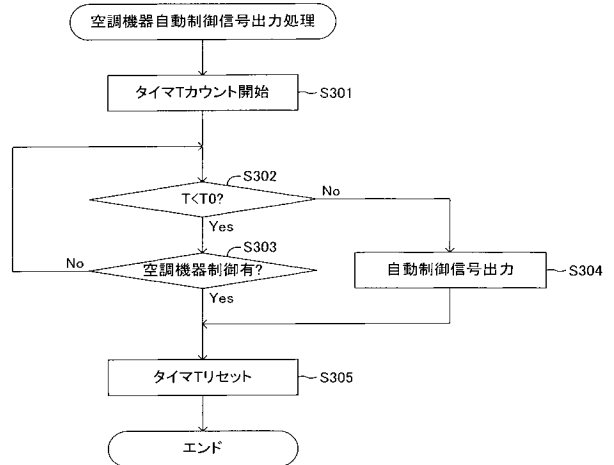 空調機器自動制御信号出力処理
タイマTカウント開始
S301
S302
T<T0?
No
Yes
S303
No
空調機器制御有?
自動制御信号出力
S304
Yes
タイマTリセット
S305
エンド